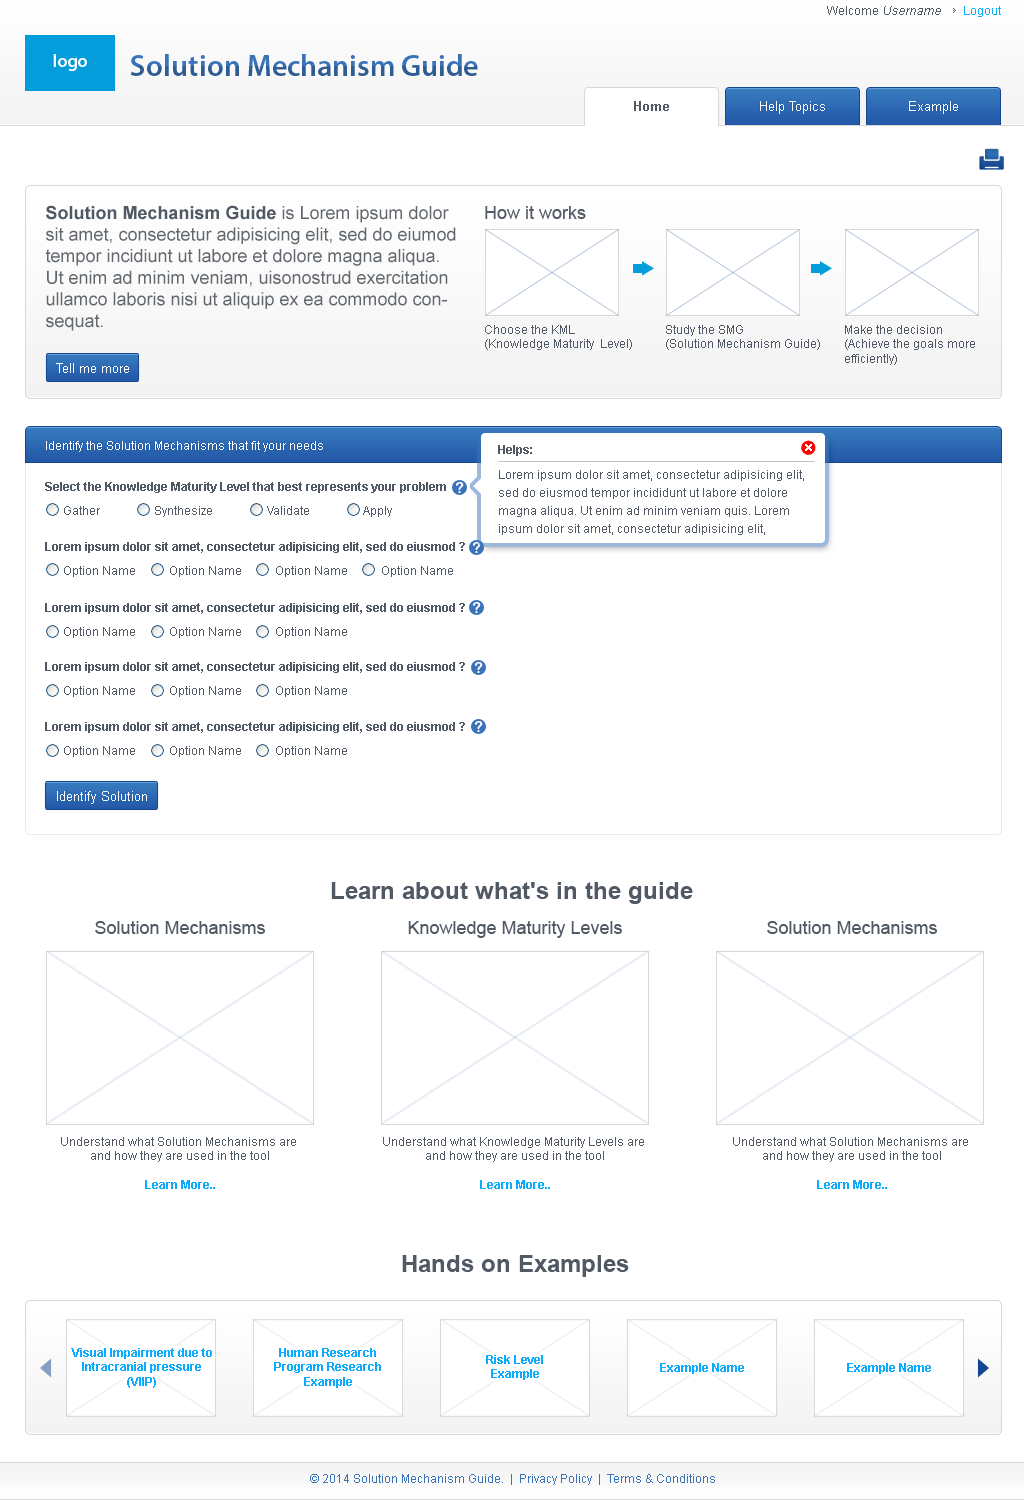 Welcome Username › Logout
logo
Solution Mechanism Guide
Home
Help Topics
Example
Solution Mechanism Guide is Lorem ipsum dolor
sit amet, consectetur adipisicing elit, sed do eiumod
tempor incidiunt ut labore et dolore magna aliqua.
Ut enim ad minim veniam, uisonostrud exercitation
ullamco laboris nisi ut aliquip ex ea commodo con-
sequat.
Tell me more
How it works
Choose the KML
(Knowledge Maturity Level)
Study the SMG
(Solution Mechanism Guide)
Make the decision
(Achieve the goals more
efficiently)
Identify the Solution Mechanisms that fit your needs
Helps:
Lorem ipsum dolor sit amet, consectetur adipisicing elit,
sed do eiusmod tempor incididunt ut labore et dolore
magna aliqua. Ut enim ad minim veniam quis. Lorem
ipsum dolor sit amet, consectetur adipisicing elit,
Select the Knowledge Maturity Level that best represents your problem ?
Gather Synthesize Validate Apply
Lorem ipsum dolor sit amet, consectetur adipisicing elit, sed do eiusmod ? ?
Option Name Option Name Option Name Option Name
Lorem ipsum dolor sit amet, consectetur adipisicing elit, sed do eiusmod ? ?
Option Name Option Name Option Name
Lorem ipsum dolor sit amet, consectetur adipisicing elit, sed do eiusmod ? ?
Option Name Option Name Option Name
Lorem ipsum dolor sit amet, consectetur adipisicing elit, sed do eiusmod ? ?
Option Name Option Name Option Name
Identify Solution
Learn about what's in the guide
Solution Mechanisms
Understand what Solution Mechanisms are
and how they are used in the tool
Learn More..
Knowledge Maturity Levels
Understand what Knowledge Maturity Levels are
and how they are used in the tool
Learn More..
Solution Mechanisms
Understand what Solution Mechanisms are
and how they are used in the tool
Learn More..
Hands on Examples
Visual Impairment due to
Intracranial pressure
(VIIP)
Human Research
Program Research
Example
Risk Level
Example
Example Name
Example Name
© 2014 Solution Mechanism Guide. | Privacy Policy | Terms & Conditions